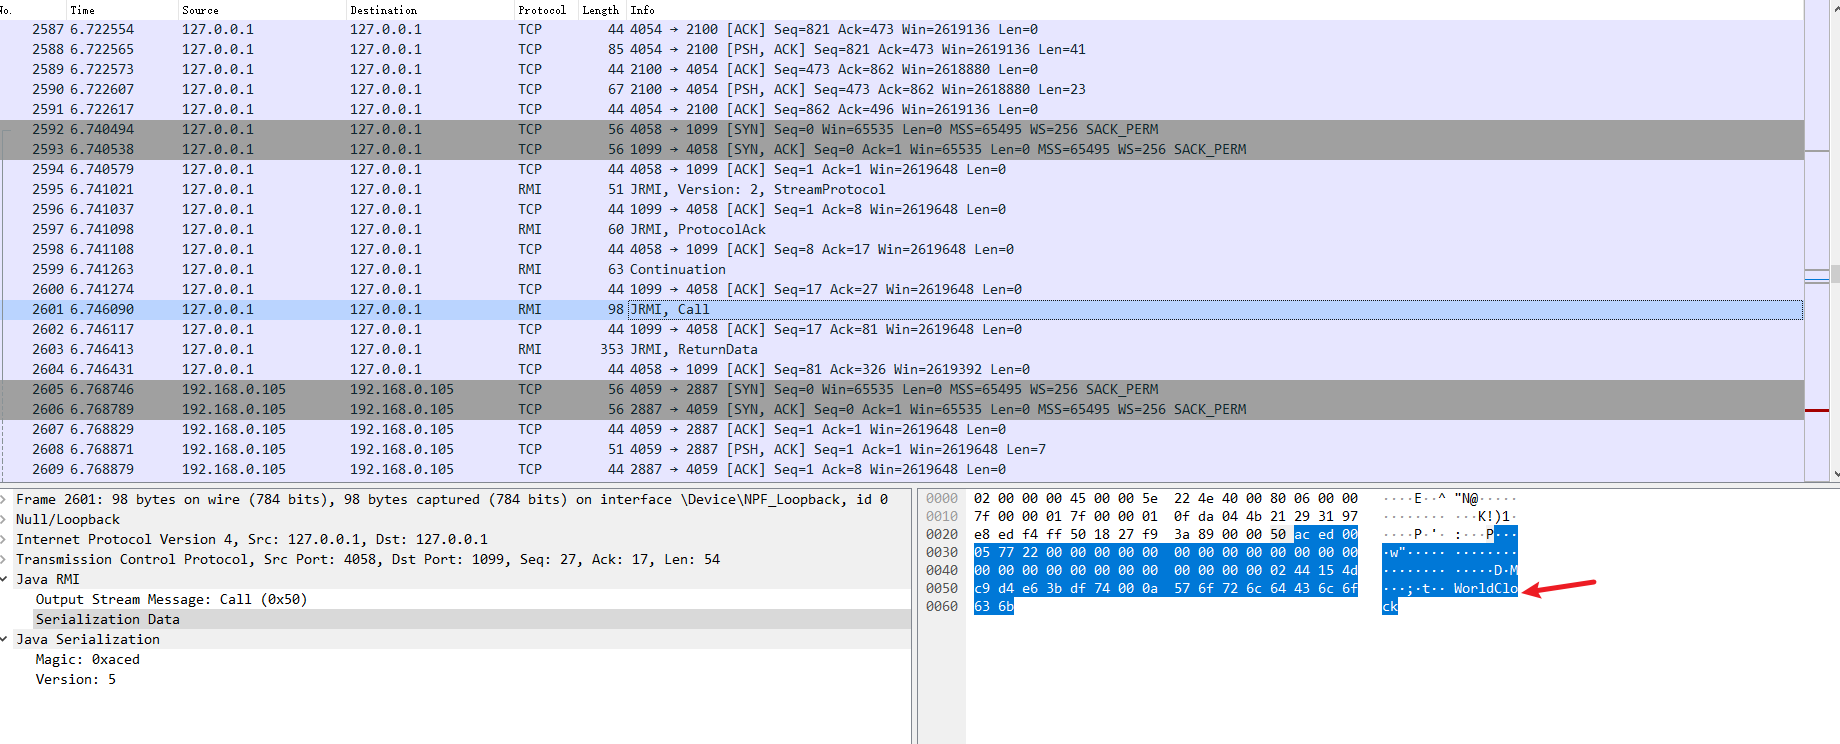 No. Time Source Destination Protocol Length Info
2587 6.722554 127.0.0.1 127.0.0.1 TCP 44 4054 → 2100 [ACK] Seq=821 Ack=473 Win=2619136 Len=0
2588 6.722565 127.0.0.1 127.0.0.1 TCP 85 4054 → 2100 [PSH, ACK] Seq=821 Ack=473 Win=2619136 Len=41
2589 6.722573 127.0.0.1 127.0.0.1 TCP 44 2100 → 4054 [ACK] Seq=473 Ack=862 Win=2618880 Len=0
2590 6.722607 127.0.0.1 127.0.0.1 TCP 67 2100 → 4054 [PSH, ACK] Seq=473 Ack=862 Win=2618880 Len=23
2591 6.722617 127.0.0.1 127.0.0.1 TCP 44 4054 → 2100 [ACK] Seq=862 Ack=496 Win=2619136 Len=0
2592 6.740494 127.0.0.1 127.0.0.1 TCP 56 4058 → 1099 [SYN] Seq=0 Win=65535 Len=0 MSS=65495 WS=256 SACK_PERM
2593 6.740538 127.0.0.1 127.0.0.1 TCP 56 1099 → 4058 [SYN, ACK] Seq=0 Ack=1 Win=65535 Len=0 MSS=65495 WS=256 SACK_PERM
2594 6.740579 127.0.0.1 127.0.0.1 TCP 44 4058 → 1099 [ACK] Seq=1 Ack=1 Win=2619648 Len=0
2595 6.741021 127.0.0.1 127.0.0.1 RMI 51 JRMI, Version: 2, StreamProtocol
2596 6.741037 127.0.0.1 127.0.0.1 TCP 44 1099 → 4058 [ACK] Seq=1 Ack=8 Win=2619648 Len=0
2597 6.741098 127.0.0.1 127.0.0.1 RMI 60 JRMI, ProtocolAck
2598 6.741108 127.0.0.1 127.0.0.1 TCP 44 4058 → 1099 [ACK] Seq=8 Ack=17 Win=2619648 Len=0
2599 6.741263 127.0.0.1 127.0.0.1 RMI 63 Continuation
2600 6.741274 127.0.0.1 127.0.0.1 TCP 44 1099 → 4058 [ACK] Seq=17 Ack=27 Win=2619648 Len=0
2601 6.746090 127.0.0.1 127.0.0.1 RMI 98 JRMI, Call
2602 6.746117 127.0.0.1 127.0.0.1 TCP 44 1099 → 4058 [ACK] Seq=17 Ack=81 Win=2619648 Len=0
2603 6.746413 127.0.0.1 127.0.0.1 RMI 353 JRMI, ReturnData
2604 6.746431 127.0.0.1 127.0.0.1 TCP 44 4058 → 1099 [ACK] Seq=81 Ack=326 Win=2619392 Len=0
2605 6.768746 192.168.0.105 192.168.0.105 TCP 56 4059 → 2887 [SYN] Seq=0 Win=65535 Len=0 MSS=65495 WS=256 SACK_PERM
2606 6.768789 192.168.0.105 192.168.0.105 TCP 56 2887 → 4059 [SYN, ACK] Seq=0 Ack=1 Win=65535 Len=0 MSS=65495 WS=256 SACK_PERM
2607 6.768829 192.168.0.105 192.168.0.105 TCP 44 4059 → 2887 [ACK] Seq=1 Ack=1 Win=2619648 Len=0
2608 6.768871 192.168.0.105 192.168.0.105 TCP 51 4059 → 2887 [PSH, ACK] Seq=1 Ack=1 Win=2619648 Len=7
2609 6.768879 192.168.0.105 192.168.0.105 TCP 44 2887 → 4059 [ACK] Seq=1 Ack=8 Win=2619648 Len=0
Frame 2601: 98 bytes on wire (784 bits), 98 bytes captured (784 bits) on interface \Device\NPF_Loopback, id 0
Null/Loopback
Internet Protocol Version 4, Src: 127.0.0.1, Dst: 127.0.0.1
Transmission Control Protocol, Src Port: 4058, Dst Port: 1099, Seq: 27, Ack: 17, Len: 54
Java RMI
Output Stream Message: Call (0x50)
Serialization Data
Java Serialization
Magic: 0xaced
Version: 5
0000 02 00 00 00 45 00 00 5e 22 4e 40 00 80 06 00 00 ····E··^ "N@·····
0010 7f 00 00 01 7f 00 00 01 0f da 04 4b 21 29 31 97 ········ ···K!)1·
0020 e8 ed f4 ff 50 18 27 f9 3a 89 00 00 50 ac ed 00 ····P·'· :···P···
0030 05 77 22 00 00 00 00 00 00 00 00 00 00 00 00 00 ·w"····· ········
0040 00 00 00 00 00 00 00 00 00 00 00 00 02 44 15 4d ········ ·····D·M
0050 c9 d4 e6 3b df 74 00 0a 57 6f 72 6c 64 43 6c 6f ···;·t·· WorldClo
0060 63 6b ck